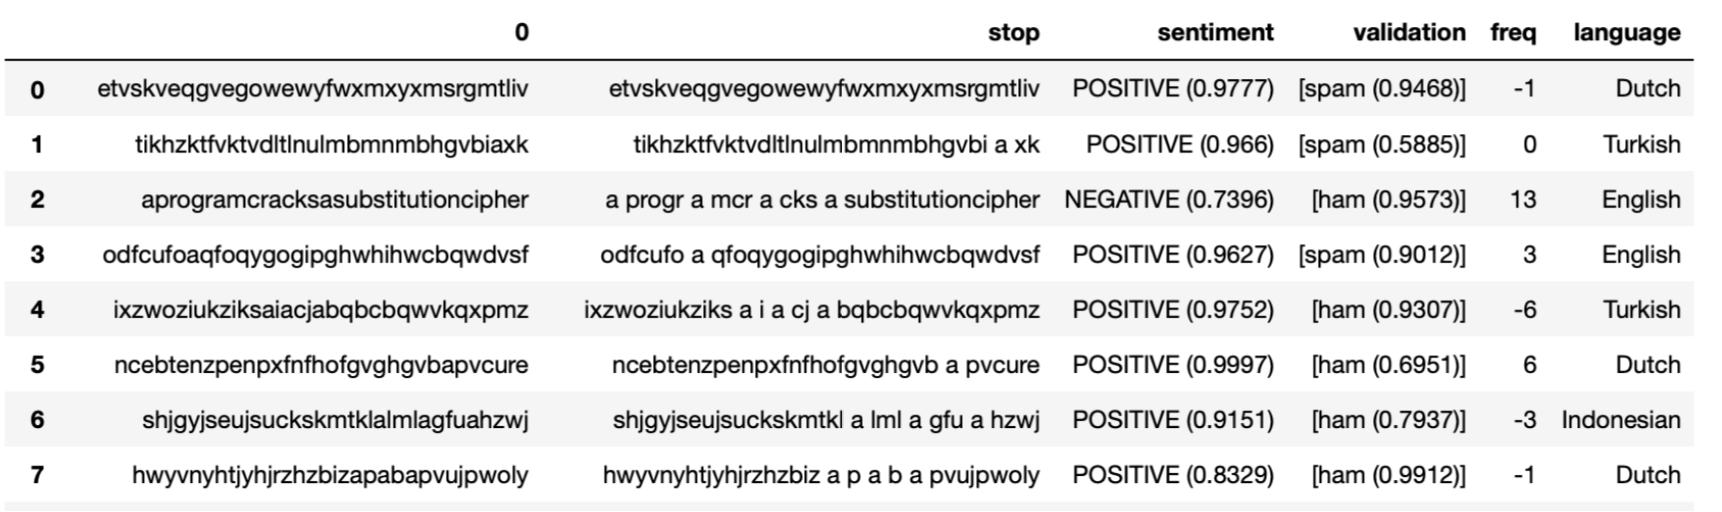 0 stop sentiment validation freq language
0 etvskveqgvegowewyfwxmxyxmsrgmtliv etvskveqgvegowewyfwxmxyxmsrgmtliv POSITIVE (0.9777) [spam (0.9468)] -1 Dutch
1 tikhzktfvktvdltlnulmbmnmbhgvbiaxk tikhzktfvktvdltlnulmbmnmbhgvbi a xk POSITIVE (0.966) [spam (0.5885)] 0 Turkish
2 aprogramcracksasubstitutioncipher a progr a mcr a cks a substitutioncipher NEGATIVE (0.7396) [ham (0.9573)] 13 English
3 odfcufoaqfoqygogipghwhihwcbqwdvsf odfcufo a qfoqygogipghwhihwcbqwdvsf POSITIVE (0.9627) [spam (0.9012)] 3 English
4 ixzwoziukziksaiacjabqbcbqwvkqxpmz ixzwoziukziks a i a cj a bqbcbqwvkqxpmz POSITIVE (0.9752) [ham (0.9307)] -6 Turkish
5 ncebtenzpenpxfnfhofgvghgvbapvcure ncebtenzpenpxfnfhofgvghgvb a pvcure POSITIVE (0.9997) [ham (0.6951)] 6 Dutch
6 shjgyjseujsuckskmtklalmlagfuahzwj shjgyjseujsuckskmtkl a lml a gfu a hzwj POSITIVE (0.9151) [ham (0.7937)] -3 Indonesian
7 hwyvnyhtjyhjrzhzbizapabapvujpwoly hwyvnyhtjyhjrzhzbiz a p a b a pvujpwoly POSITIVE (0.8329) [ham (0.9912)] -1 Dutch